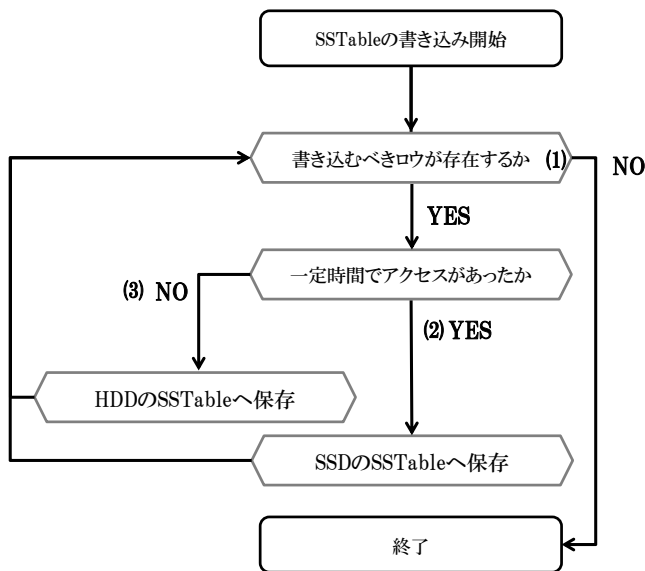 SSTableの書き込み開始
書き込むべきロウが存在するか (1)
NO
YES
一定時間でアクセスがあったか
(3) NO
(2) YES
HDDのSSTableへ保存
SSDのSSTableへ保存
終了